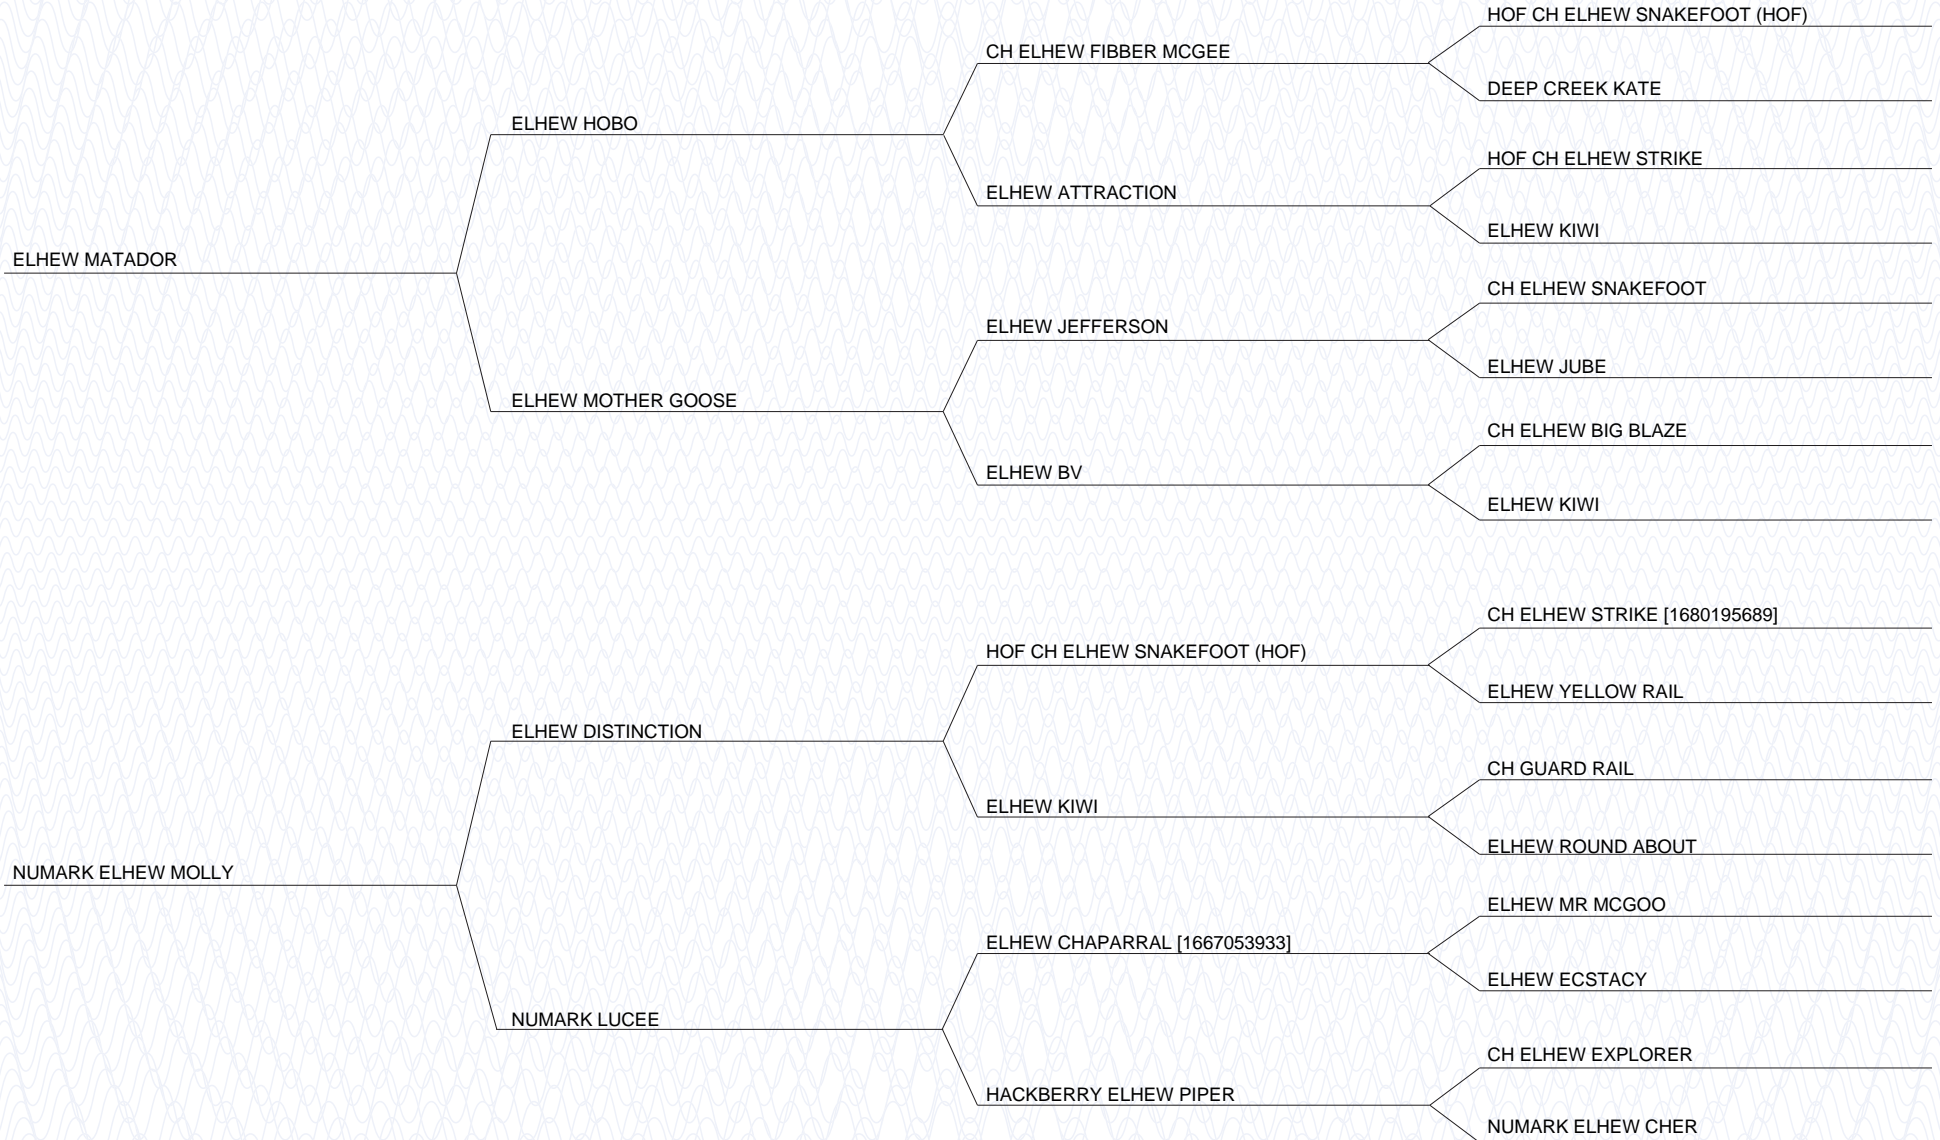 HOF CH ELHEW SNAKEFOOT (HOF)
CH ELHEW FIBBER MCGEE
DEEP CREEK KATE
ELHEW HOBO
HOF CH ELHEW STRIKE
ELHEW ATTRACTION
ELHEW KIWI
ELHEW MATADOR
CH ELHEW SNAKEFOOT
ELHEW JEFFERSON
ELHEW JUBE
ELHEW MOTHER GOOSE
CH ELHEW BIG BLAZE
ELHEW BV
ELHEW KIWI
CH ELHEW STRIKE [1680195689]
HOF CH ELHEW SNAKEFOOT (HOF)
ELHEW YELLOW RAIL
ELHEW DISTINCTION
CH GUARD RAIL
ELHEW KIWI
ELHEW ROUND ABOUT
NUMARK ELHEW MOLLY
ELHEW MR MCGOO
ELHEW CHAPARRAL [1667053933]
ELHEW ECSTACY
NUMARK LUCEE
CH ELHEW EXPLORER
HACKBERRY ELHEW PIPER
NUMARK ELHEW CHER